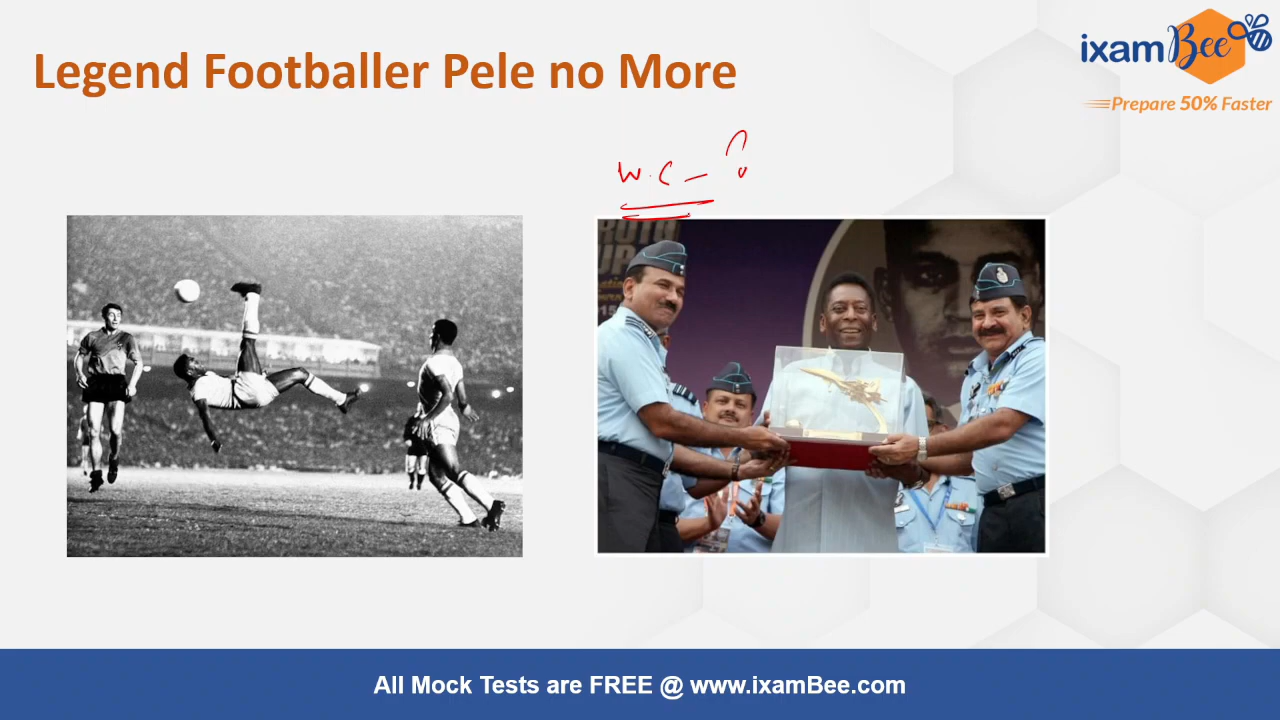 Legend Footballer Pele no More
ixamBee
Prepare 50% Faster
W.C - ?
All Mock Tests are FREE @ www.ixamBee.com